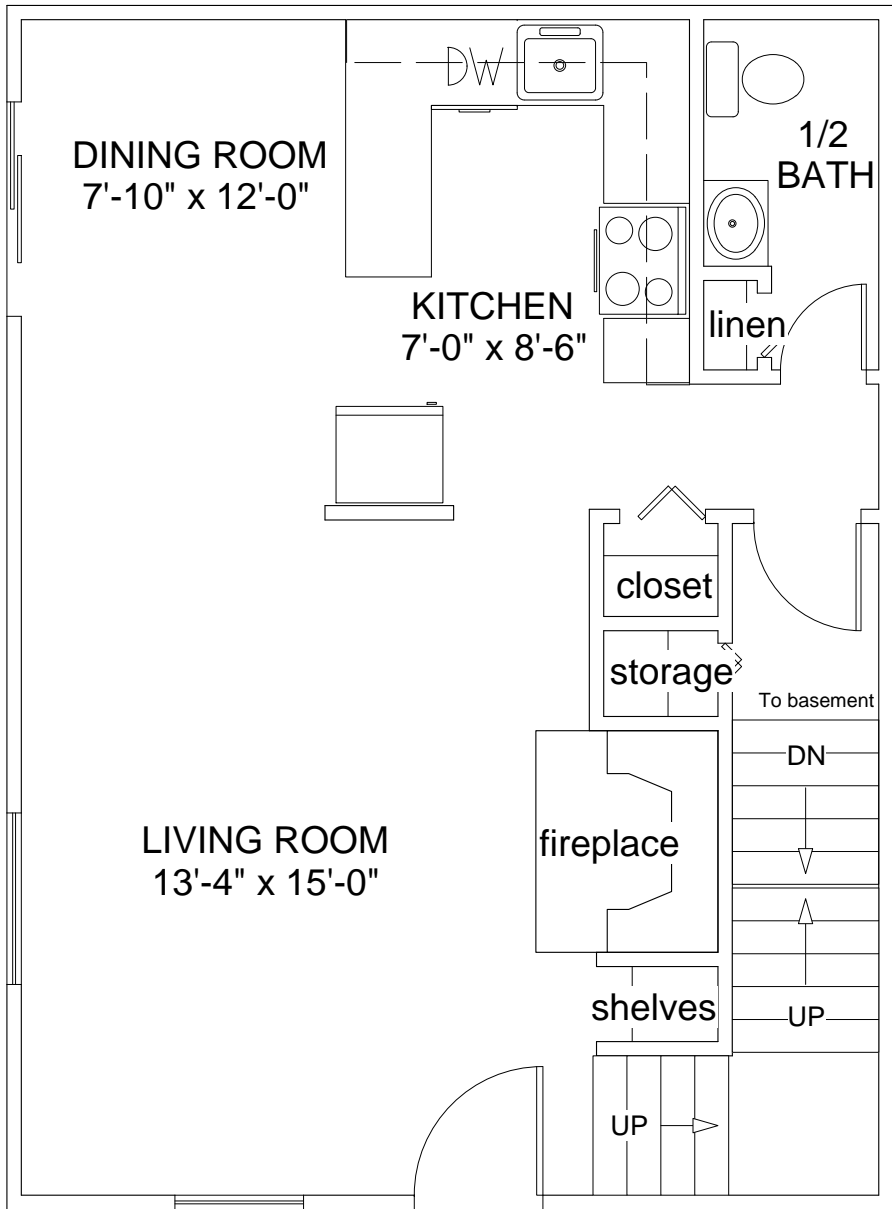 DW
DINING ROOM
7'-10" x 12'-0"
1/2
BATH
KITCHEN
7'-0" x 8'-6"
linen
closet
storage
To basement
DN
LIVING ROOM
13'-4" x 15'-0"
fireplace
shelves
UP
UP